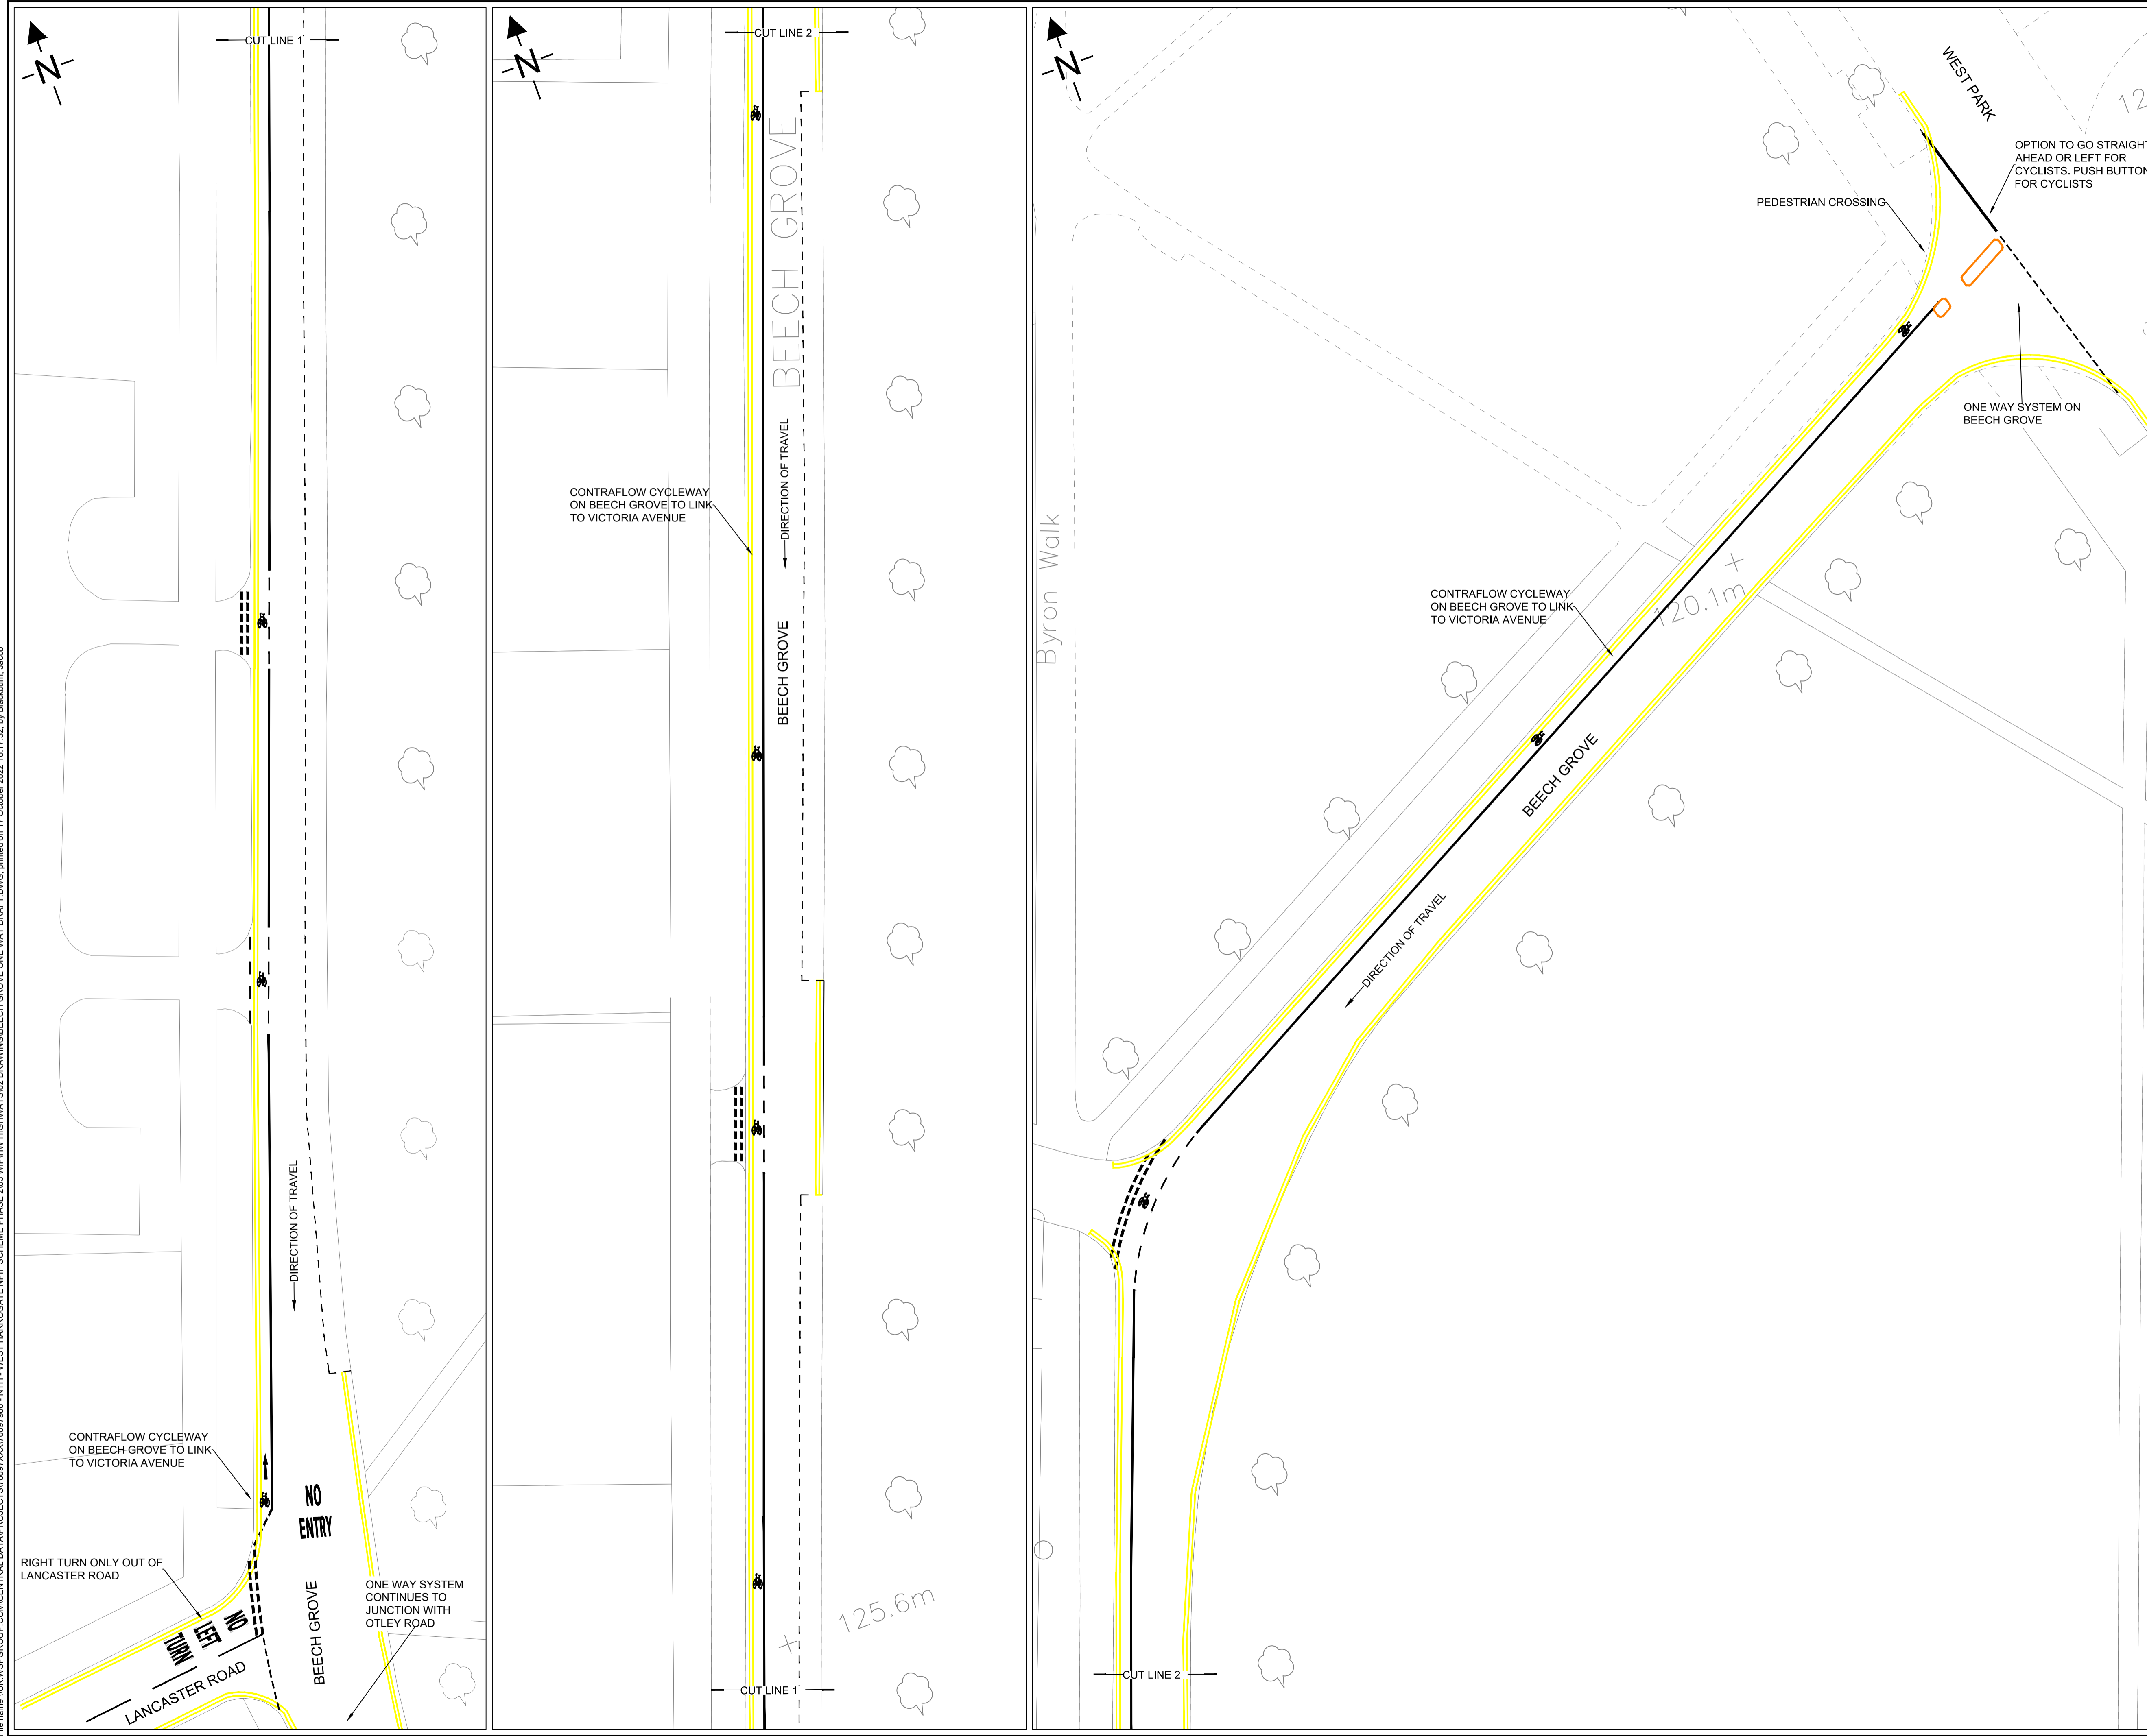 N
CUT LINE 1
DIRECTION OF TRAVEL
CONTRAFLOW CYCLEWAY
ON BEECH GROVE TO LINK
TO VICTORIA AVENUE
NO
ENTRY
RIGHT TURN ONLY OUT OF
LANCASTER ROAD
NO
LEFT
TURN
LANCASTER ROAD
BEECH GROVE
ONE WAY SYSTEM
CONTINUES TO
JUNCTION WITH
OTLEY ROAD
N
CUT LINE 2
BEECH GROVE
DIRECTION OF TRAVEL
CONTRAFLOW CYCLEWAY
ON BEECH GROVE TO LINK
TO VICTORIA AVENUE
BEECH GROVE
125.6m
CUT LINE 1
N
WEST PARK
12
OPTION TO GO STRAIGHT
AHEAD OR LEFT FOR
CYCLISTS. PUSH BUTTON
FOR CYCLISTS
PEDESTRIAN CROSSING
ONE WAY SYSTEM ON
BEECH GROVE
Byron Walk
CONTRAFLOW CYCLEWAY
ON BEECH GROVE TO LINK
TO VICTORIA AVENUE
120.1m
BEECH GROVE
DIRECTION OF TRAVEL
CUT LINE 2